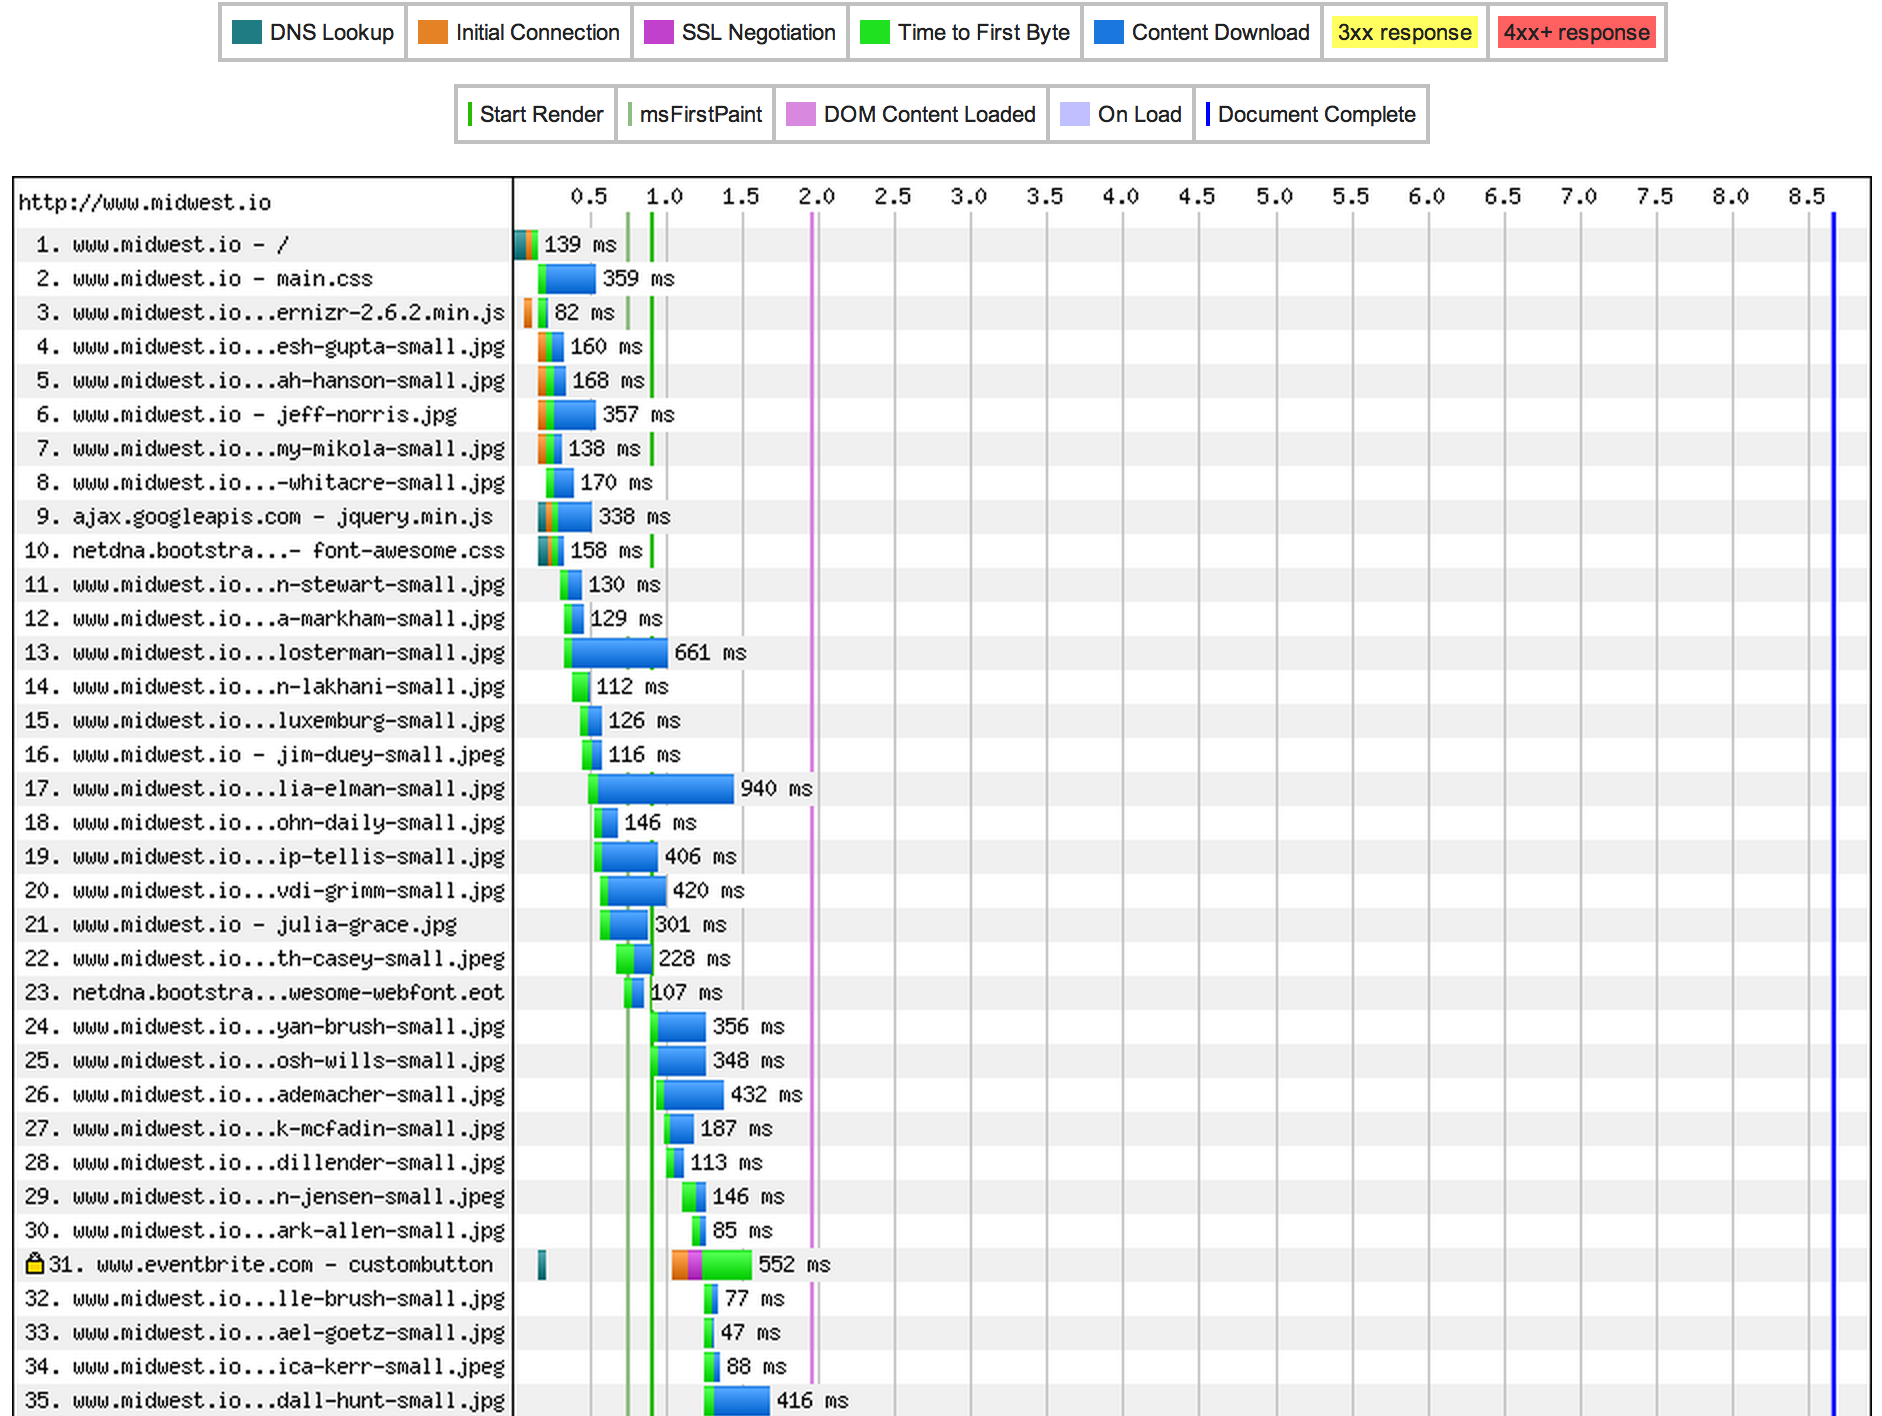 DNS Lookup Initial Connection SSL Negotiation Time to First Byte Content Download 3xx response 4xx+ response
Start Render msFirstPaint DOM Content Loaded On Load Document Complete
http://www.midwest.io 0.5 1.0 1.5 2.0 2.5 3.0 3.5 4.0 4.5 5.0 5.5 6.0 6.5 7.0 7.5 8.0 8.5
1. www.midwest.io - / 139 ms
2. www.midwest.io - main.css 359 ms
3. www.midwest.io...ernizr-2.6.2.min.js 82 ms
4. www.midwest.io...esh-gupta-small.jpg 160 ms
5. www.midwest.io...ah-hanson-small.jpg 168 ms
6. www.midwest.io - jeff-norris.jpg 357 ms
7. www.midwest.io...my-mikola-small.jpg 138 ms
8. www.midwest.io...-whitacre-small.jpg 170 ms
9. ajax.googleapis.com - jquery.min.js 338 ms
10. netdna.bootstra...- font-awesome.css 158 ms
11. www.midwest.io...n-stewart-small.jpg 130 ms
12. www.midwest.io...a-markham-small.jpg 129 ms
13. www.midwest.io...losterman-small.jpg 661 ms
14. www.midwest.io...n-lakhani-small.jpg 112 ms
15. www.midwest.io...luxemburg-small.jpg 126 ms
16. www.midwest.io - jim-duey-small.jpeg 116 ms
17. www.midwest.io...lia-elman-small.jpg 940 ms
18. www.midwest.io...ohn-daily-small.jpg 146 ms
19. www.midwest.io...ip-tellis-small.jpg 406 ms
20. www.midwest.io...vdi-grimm-small.jpg 420 ms
21. www.midwest.io - julia-grace.jpg 301 ms
22. www.midwest.io...th-casey-small.jpeg 228 ms
23. netdna.bootstra...wesome-webfont.eot 107 ms
24. www.midwest.io...yan-brush-small.jpg 356 ms
25. www.midwest.io...osh-wills-small.jpg 348 ms
26. www.midwest.io...ademacher-small.jpg 432 ms
27. www.midwest.io...k-mcfadin-small.jpg 187 ms
28. www.midwest.io...dillender-small.jpg 113 ms
29. www.midwest.io...n-jensen-small.jpeg 146 ms
30. www.midwest.io...ark-allen-small.jpg 85 ms
31. www.eventbrite.com - custombutton 552 ms
32. www.midwest.io...lle-brush-small.jpg 77 ms
33. www.midwest.io...ael-goetz-small.jpg 47 ms
34. www.midwest.io...ica-kerr-small.jpeg 88 ms
35. www.midwest.io...dall-hunt-small.jpg 416 ms